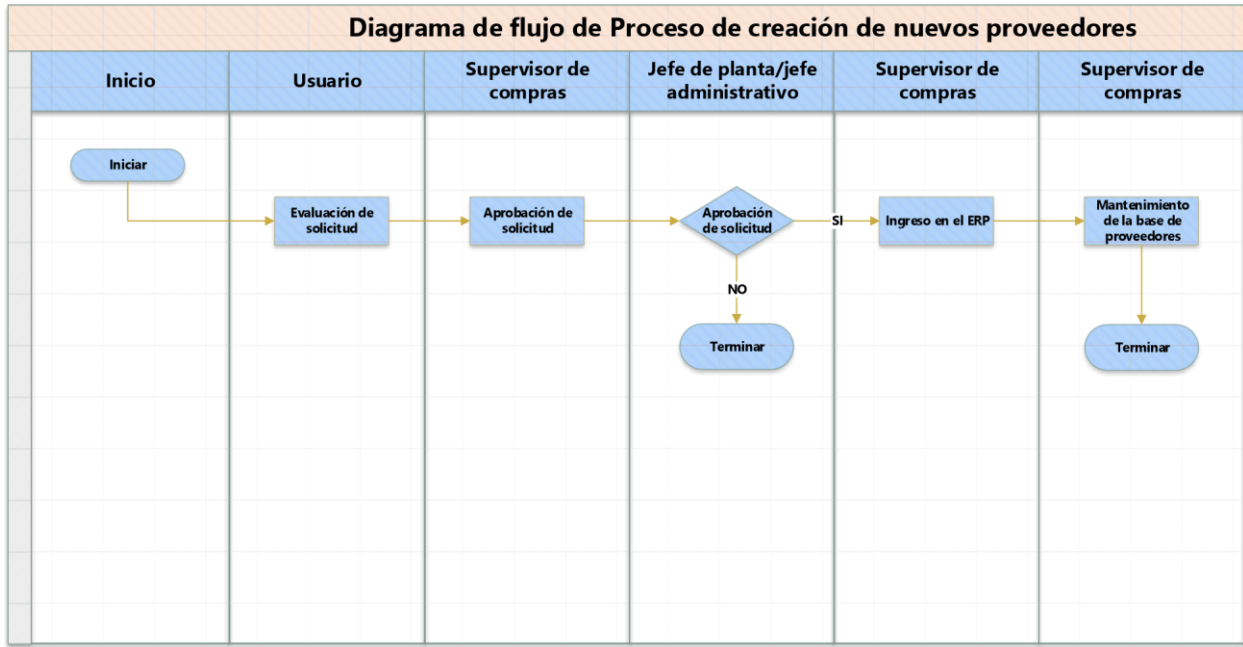 Diagrama de flujo de Proceso de creación de nuevos proveedores
Inicio
Usuario
Supervisor de
compras
Jefe de planta/jefe
administrativo
Supervisor de
compras
Supervisor de
compras
Iniciar
Evaluación de
solicitud
Aprobación de
solicitud
Aprobación
de solicitud
SI
Ingreso en el ERP
Mantenimiento
de la base de
proveedores
NO
Terminar
Terminar